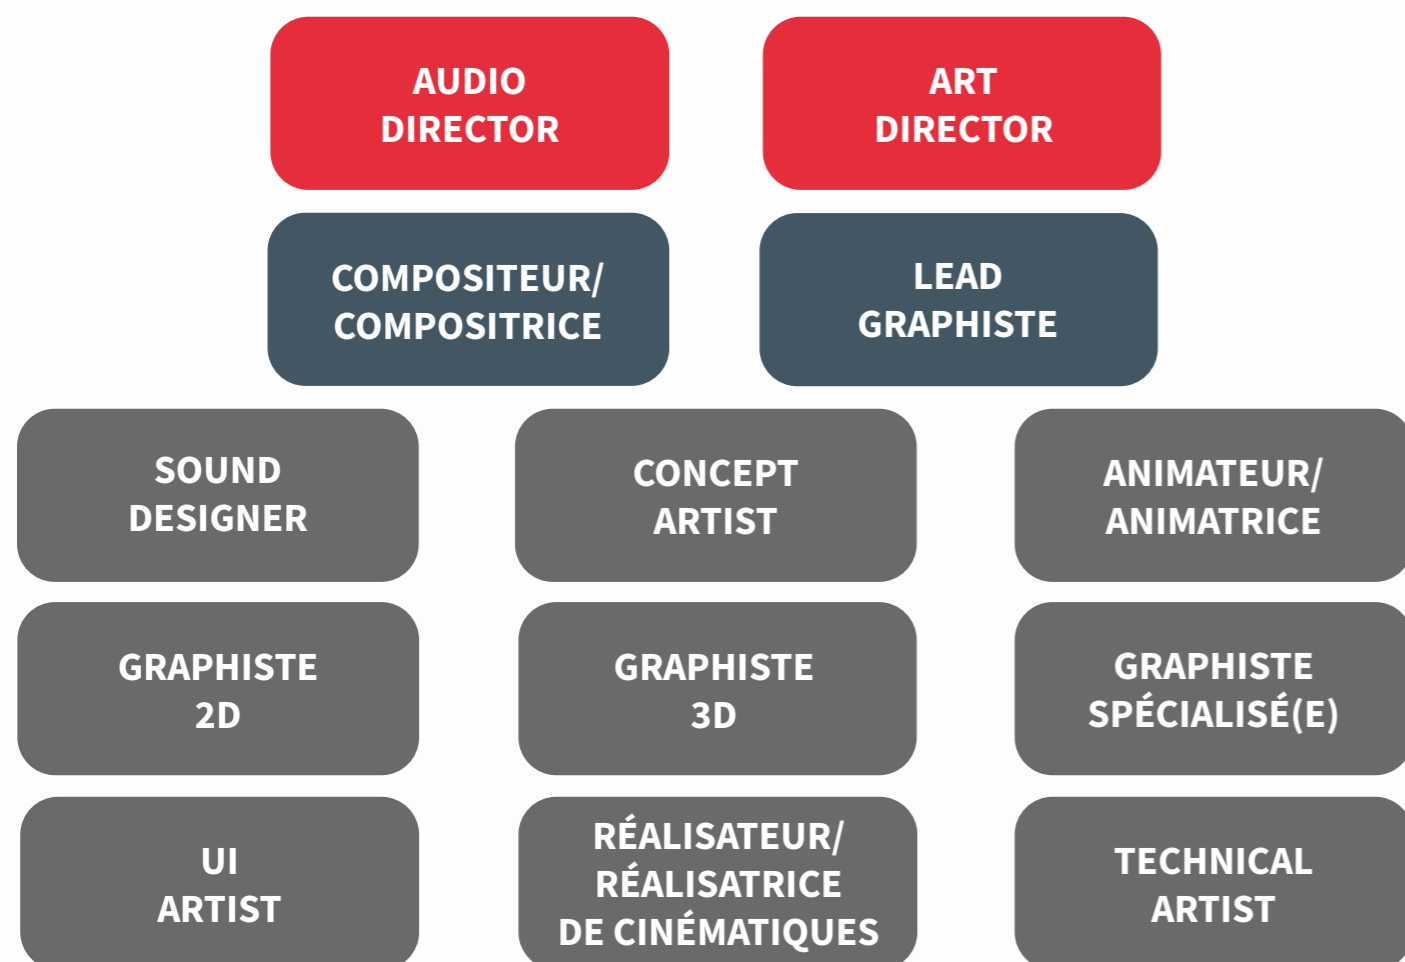 AUDIO
DIRECTOR
ART
DIRECTOR
COMPOSITEUR/
COMPOSITRICE
LEAD
GRAPHISTE
SOUND
DESIGNER
CONCEPT
ARTIST
ANIMATEUR/
ANIMATRICE
GRAPHISTE
2D
GRAPHISTE
3D
GRAPHISTE
SPÉCIALISÉ(E)
UI
ARTIST
RÉALISATEUR/
RÉALISATRICE
DE CINÉMATIQUES
TECHNICAL
ARTIST